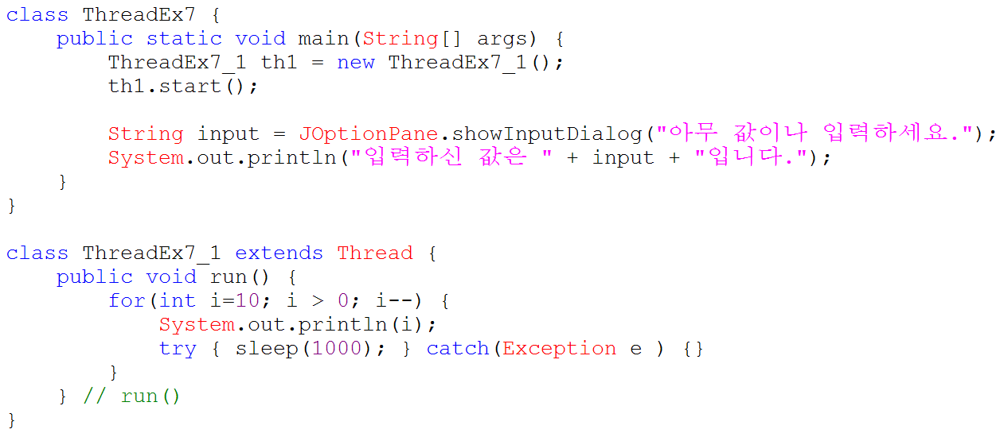 class ThreadEx7 {
    public static void main(String[] args) {
        ThreadEx7_1 th1 = new ThreadEx7_1();
        th1.start();

        String input = JOptionPane.showInputDialog("아무 값이나 입력하세요.");
        System.out.println("입력하신 값은 " + input + "입니다.");
    }
}

class ThreadEx7_1 extends Thread {
    public void run() {
        for(int i=10; i > 0; i--) {
            System.out.println(i);
            try { sleep(1000); } catch(Exception e ) {}
        }
    } // run()
}